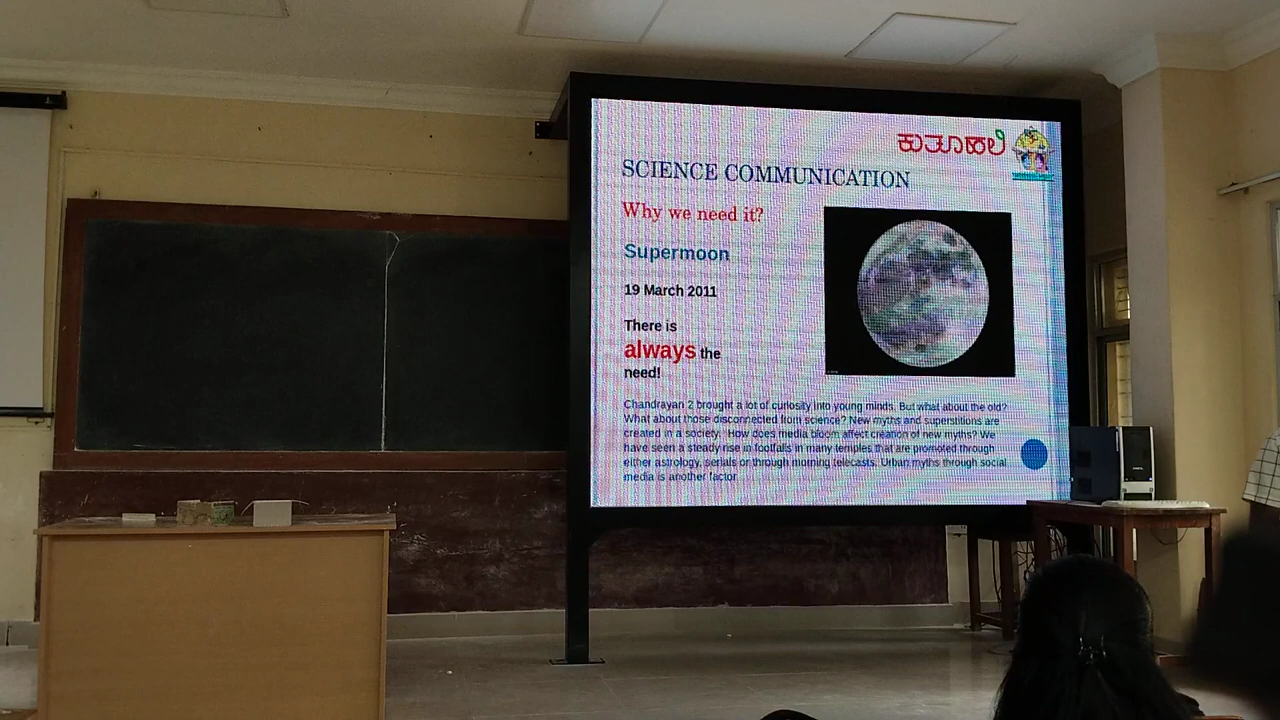 ಕುತೂಹಲಿ
SCIENCE COMMUNICATION
Why we need it?
Supermoon
19 March 2011
There is
always the
need!
Chandrayan 2 brought a lot of curiosity into young minds. But what about the old?
What about those disconnected from science? New myths and superstitions are
created in a society. How does media bloom affect creation of new myths? We
have seen a steady rise in footfalls in many temples that are promoted through
either astrology, serials or through morning telecasts. Urban myths through social
media is another factor.